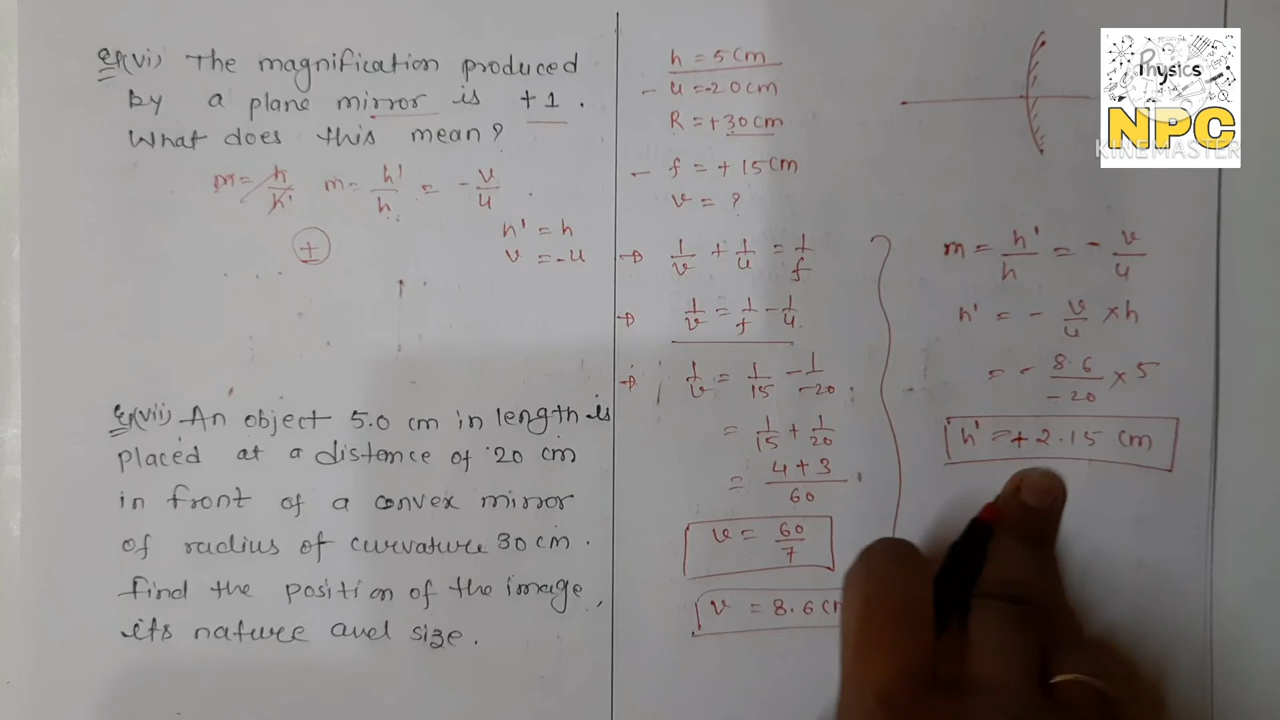 Q(vi) The magnification produced
by a plane mirror is +1.
What does this mean?
m = h/h' m = h'/h = - v/u
h' = h
v = -u
+
Q(vii) An object 5.0 cm in length is
placed at a distance of 20 cm
in front of a convex mirror
of radius of curvature 30 cm.
find the position of the image,
its nature and size.
h = 5 cm
- u = -20 cm
R = +30 cm
- f = +15 cm
v = ?
→ 1/v + 1/u = 1/f
→ 1/v = 1/f - 1/u
→ 1/v = 1/15 - 1/-20
= 1/15 + 1/20
= 4+3/60
v = 60/7
v = 8.6 cm
m = h'/h = - v/u
h' = - v/u × h
= - 8.6/-20 × 5
h' = +2.15 cm
Physics
NPC
KINEMASTER